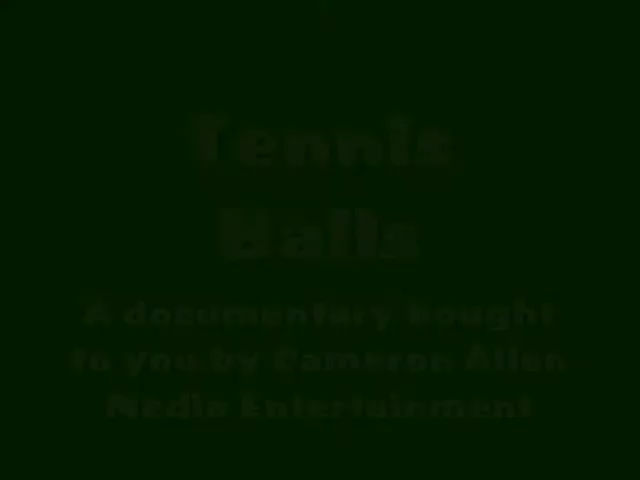 Tennis
Balls
A documentary bought
to you by Cameron Allen
Media Entertainment